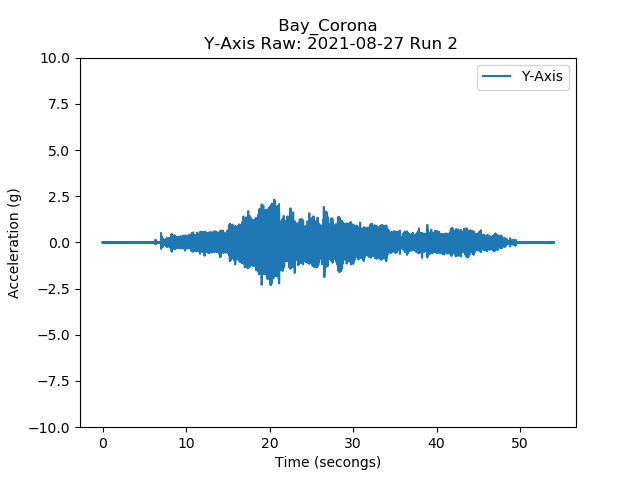 Bay_Corona
Y-Axis Raw: 2021-08-27 Run 2
Y-Axis
10.0
7.5
5.0
2.5
0.0
−2.5
−5.0
−7.5
−10.0
Acceleration (g)
0 10 20 30 40 50
Time (secongs)